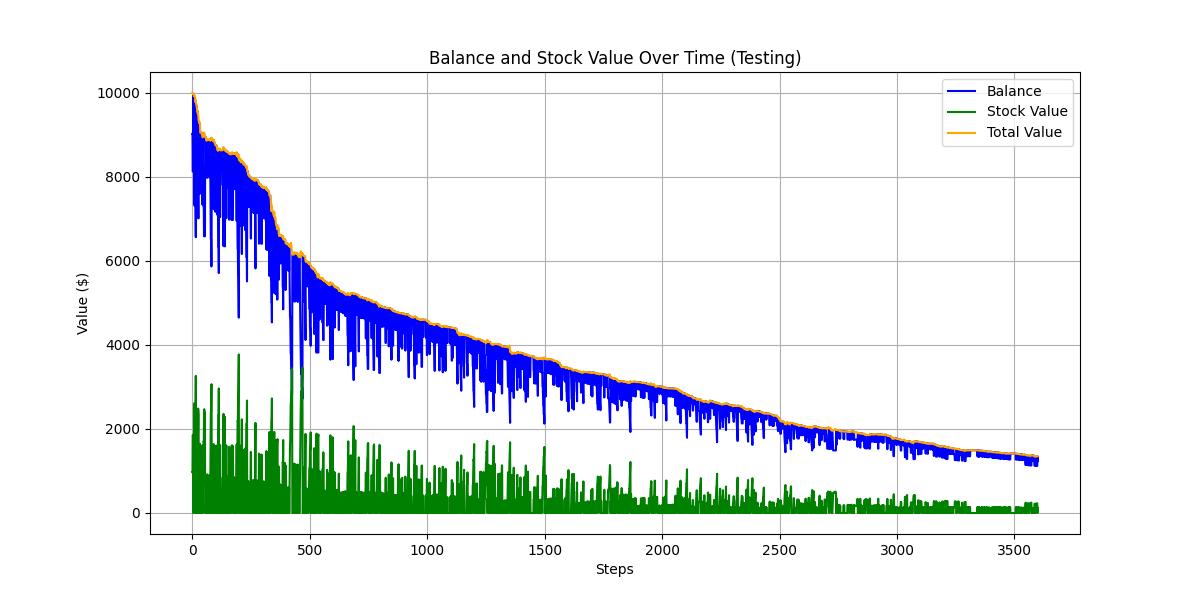 Balance and Stock Value Over Time (Testing)
Balance
Stock Value
Total Value
Value ($)
10000
8000
6000
4000
2000
0
0 500 1000 1500 2000 2500 3000 3500
Steps